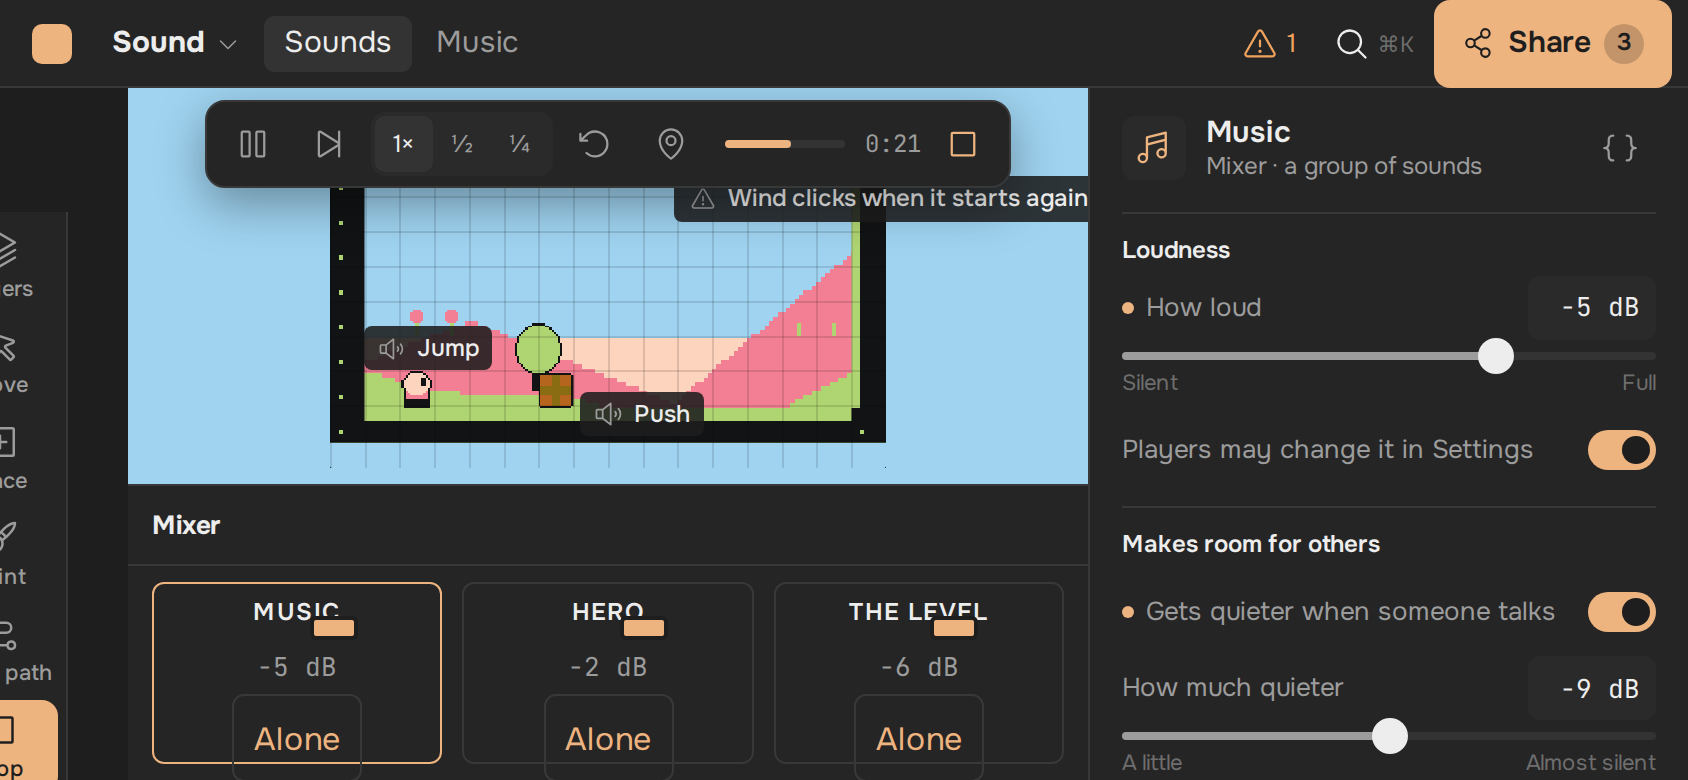 Sound
Sounds
Music
1
⌘K
Share 3
1×
½
¼
0:21
Wind clicks when it starts again
Jump
Push
ers
ve
path
Mixer
MUSIC
-5 dB
Alone
HERO
-2 dB
Alone
THE LEVEL
-6 dB
Alone
Music
Mixer · a group of sounds
{ }
Loudness
How loud
-5 dB
Silent
Full
Players may change it in Settings
Makes room for others
Gets quieter when someone talks
How much quieter
-9 dB
A little
Almost silent